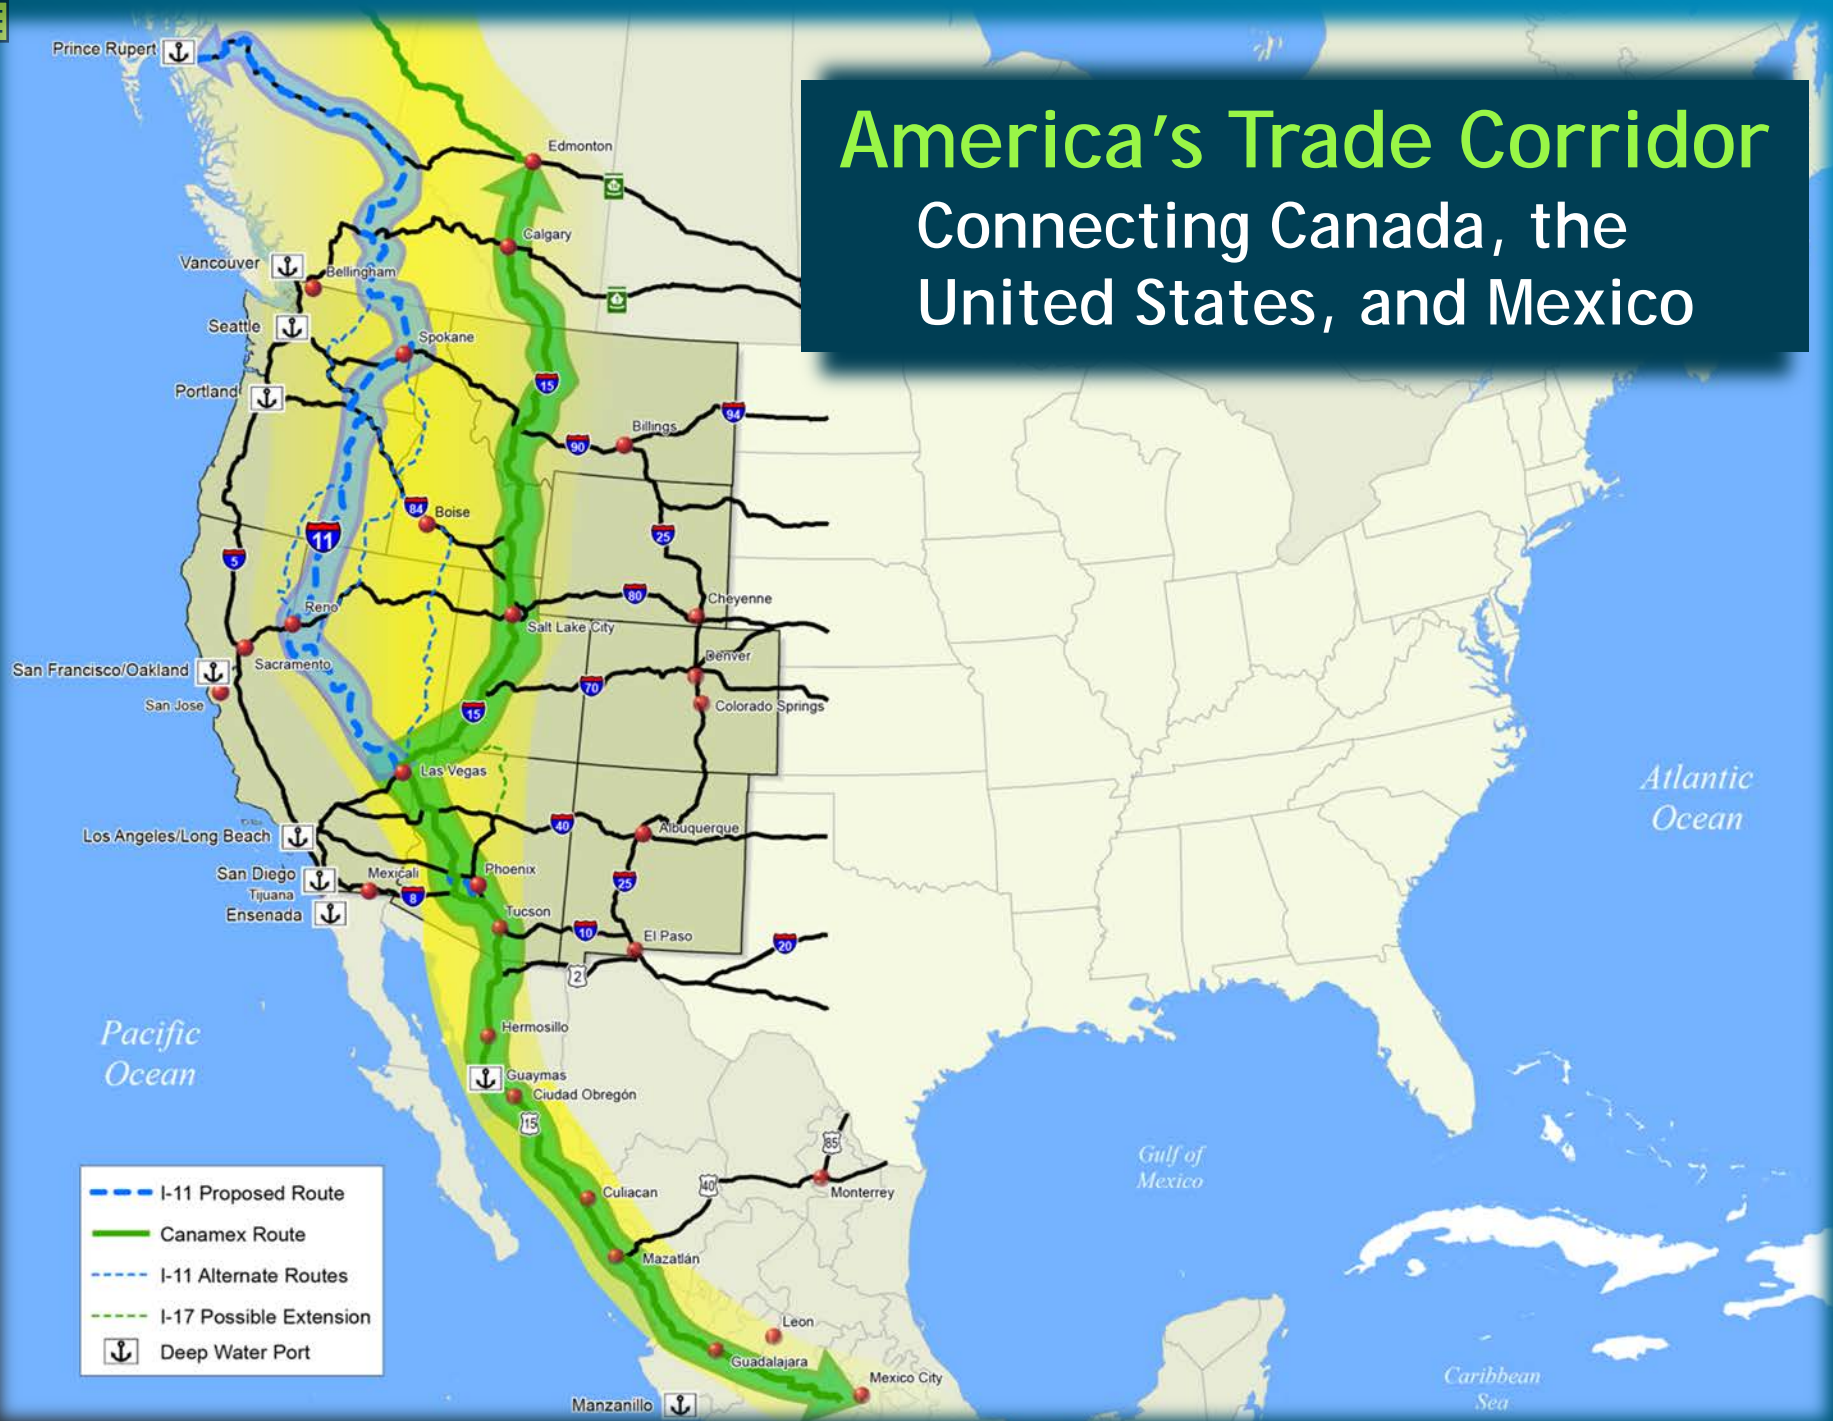 America's Trade Corridor
Connecting Canada, the
United States, and Mexico
Prince Rupert
Edmonton
16
Calgary
1
Vancouver
Bellingham
Seattle
Spokane
Portland
15
94
90
Billings
84
Boise
25
11
5
80
Cheyenne
Reno
Salt Lake City
Denver
San Francisco/Oakland
Sacramento
70
Colorado Springs
San Jose
15
Las Vegas
Atlantic
Ocean
Los Angeles/Long Beach
40
Albuquerque
San Diego
Mexicali
Phoenix
Tijuana
8
25
Ensenada
Tucson
10
El Paso
20
2
Pacific
Ocean
Hermosillo
Guaymas
Ciudad Obregón
15
85
Gulf of
Mexico
40
Culiacan
Monterrey
Mazatlán
Leon
Guadalajara
Mexico City
Manzanillo
Caribbean
Sea
I-11 Proposed Route
Canamex Route
I-11 Alternate Routes
I-17 Possible Extension
Deep Water Port